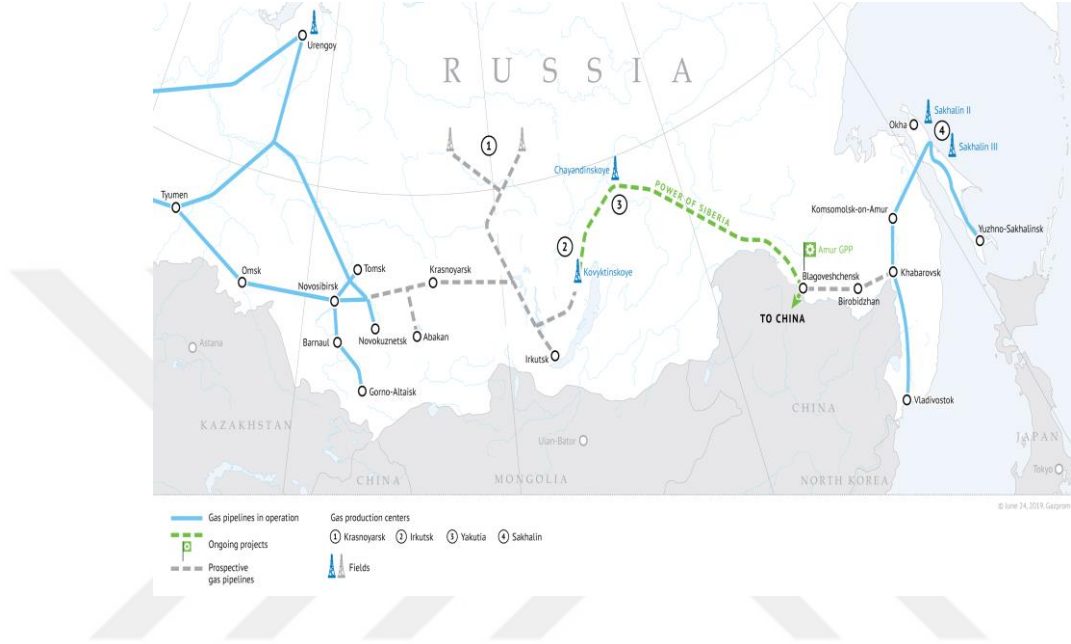 Urengoy
RUSSIA
Okha
Sakhalin II
4
Sakhalin III
1
Chayandinskoye
3
POWER OF SIBERIA
Tyumen
Komsomolsk-on-Amur
Yuzhno-Sakhalinsk
2
Amur GPP
Kovyktinskoye
Omsk
Tomsk
Krasnoyarsk
Novosibirsk
Blagoveshchensk
Khabarovsk
Birobidzhan
TO CHINA
Astana
Barnaul
Novokuznetsk
Abakan
Irkutsk
Gorno-Altaisk
Vladivostok
KAZAKHSTAN
CHINA
Ulan-Bator
JAPAN
Tokyo
CHINA
MONGOLIA
NORTH KOREA
© June 24, 2019, Gazprom
Gas pipelines in operation
Ongoing projects
Prospective
gas pipelines
Gas production centers
1 Krasnoyarsk 2 Irkutsk 3 Yakutia 4 Sakhalin
Fields